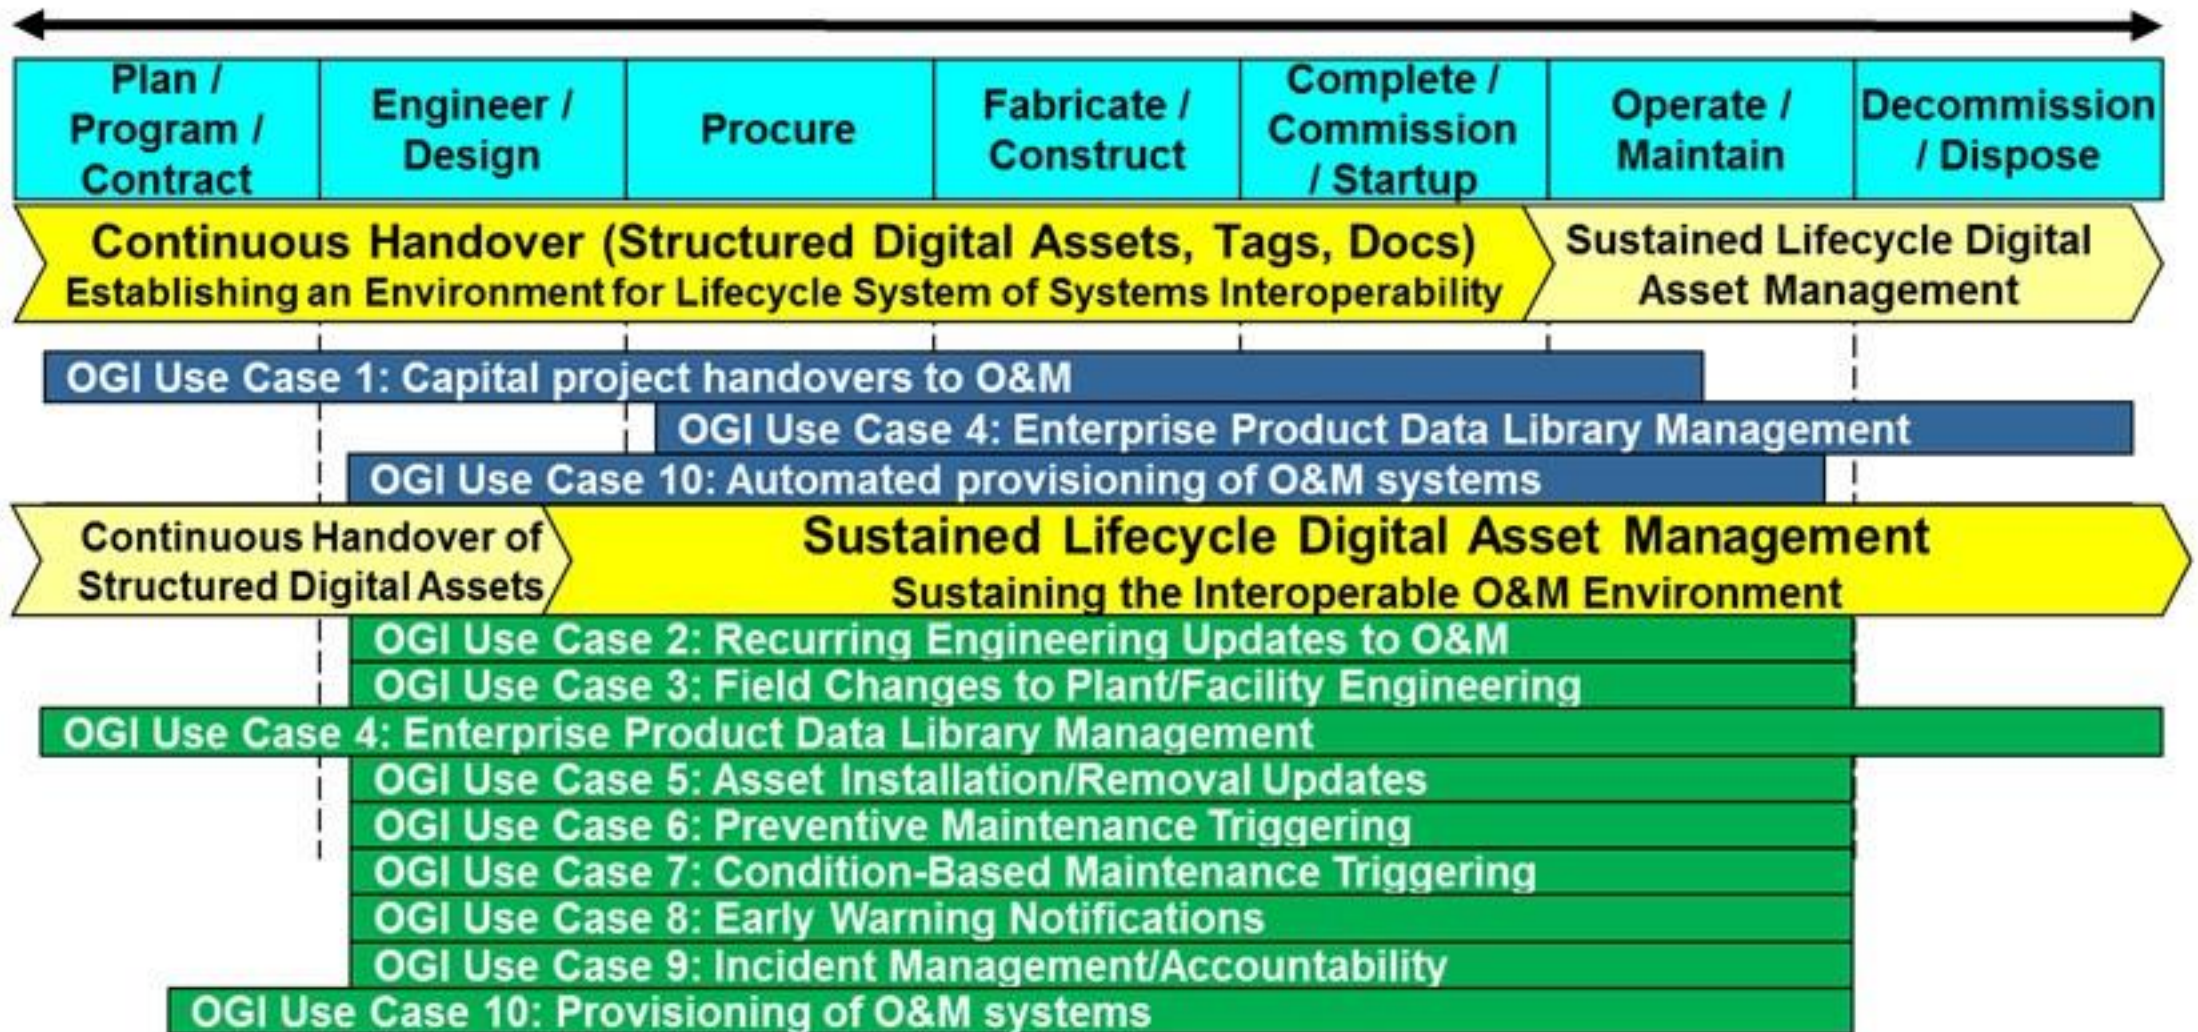 Plan /
Program /
Contract
Engineer /
Design
Procure
Fabricate /
Construct
Complete /
Commission
/ Startup
Operate /
Maintain
Decommission
/ Dispose
Continuous Handover (Structured Digital Assets, Tags, Docs)
Establishing an Environment for Lifecycle System of Systems Interoperability
Sustained Lifecycle Digital
Asset Management
OGI Use Case 1: Capital project handovers to O&M
OGI Use Case 4: Enterprise Product Data Library Management
OGI Use Case 10: Automated provisioning of O&M systems
Continuous Handover of
Structured Digital Assets
Sustained Lifecycle Digital Asset Management
Sustaining the Interoperable O&M Environment
OGI Use Case 2: Recurring Engineering Updates to O&M
OGI Use Case 3: Field Changes to Plant/Facility Engineering
OGI Use Case 4: Enterprise Product Data Library Management
OGI Use Case 5: Asset Installation/Removal Updates
OGI Use Case 6: Preventive Maintenance Triggering
OGI Use Case 7: Condition-Based Maintenance Triggering
OGI Use Case 8: Early Warning Notifications
OGI Use Case 9: Incident Management/Accountability
OGI Use Case 10: Provisioning of O&M systems